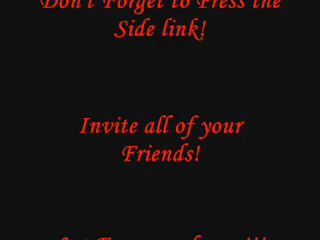 Don't Forget to Press the
Side link!
Invite all of your
Friends!